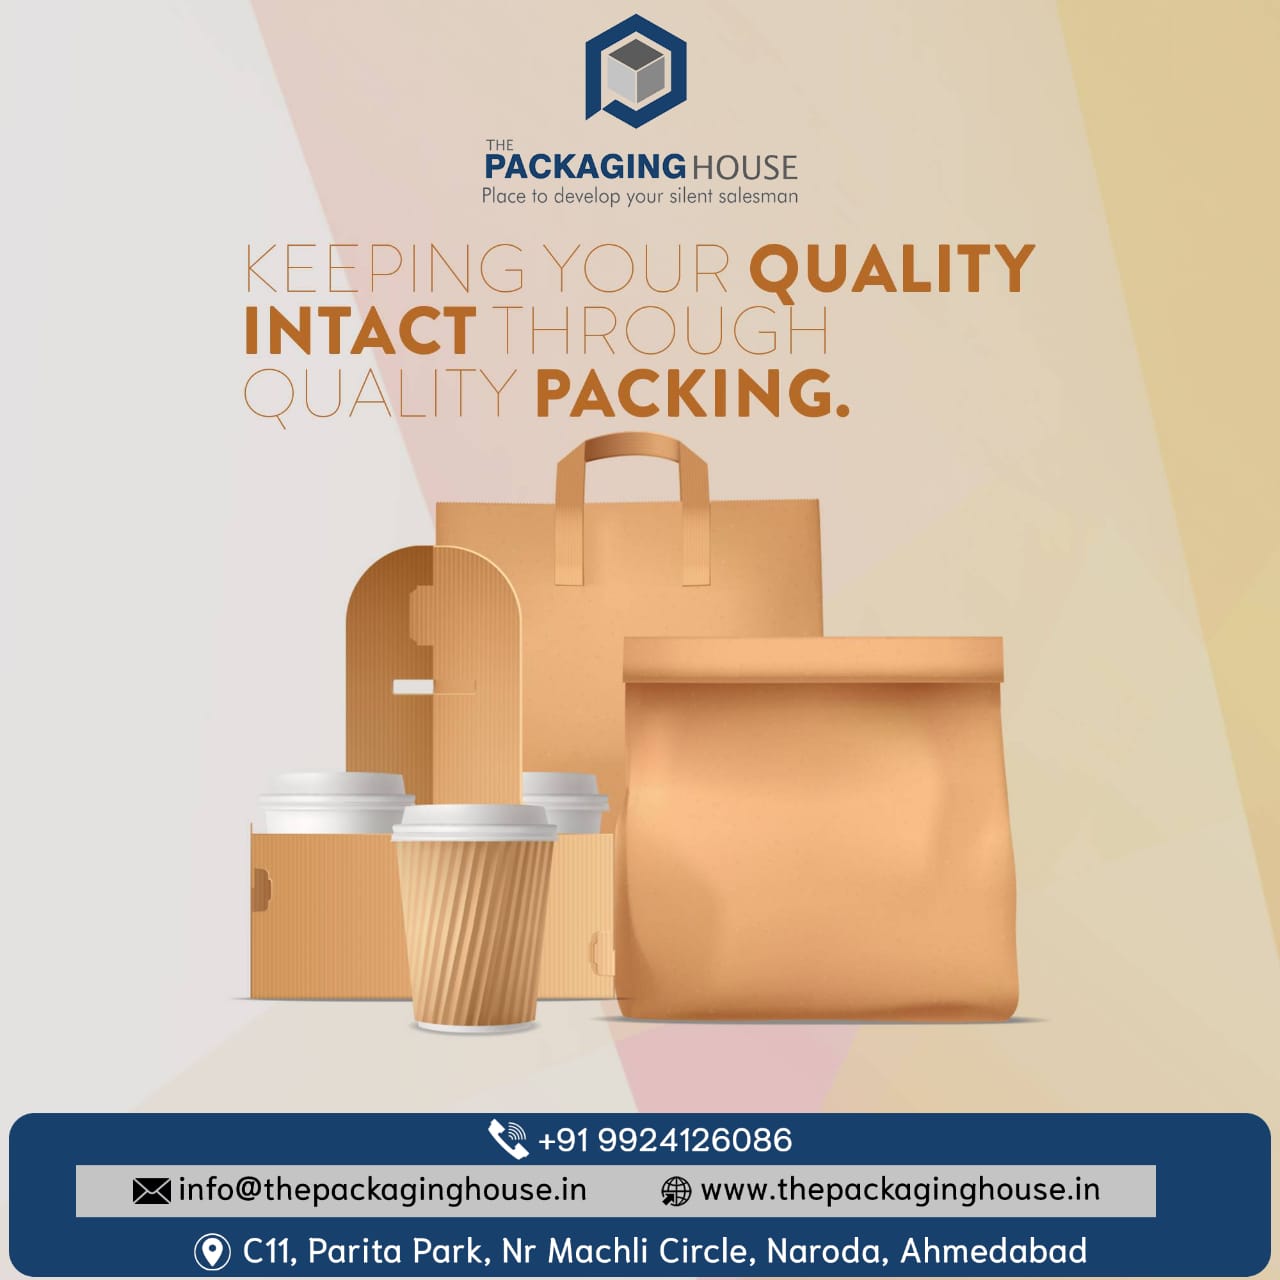 THE
PACKAGING HOUSE
Place to develop your silent salesman
KEEPING YOUR QUALITY
INTACT THROUGH
QUALITY PACKING.
+91 9924126086
info@thepackaginghouse.in www.thepackaginghouse.in
C11, Parita Park, Nr Machli Circle, Naroda, Ahmedabad